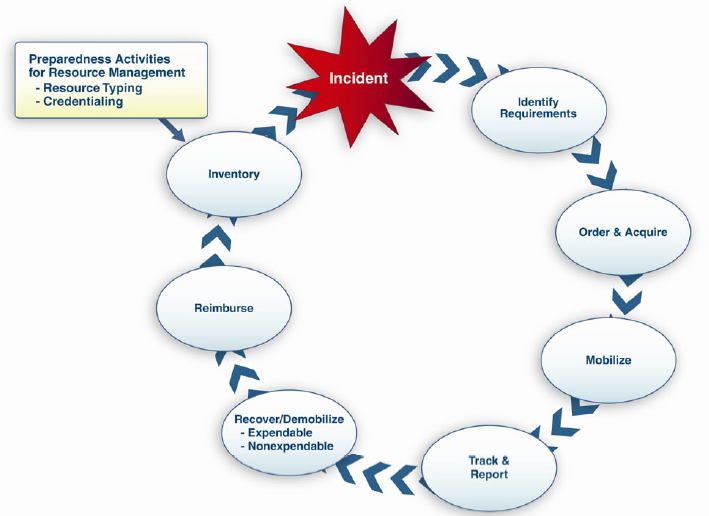 Preparedness Activities
for Resource Management
- Resource Typing
- Credentialing
Incident
Identify
Requirements
Order & Acquire
Mobilize
Track &
Report
Recover/Demobilize
- Expendable
- Nonexpendable
Reimburse
Inventory